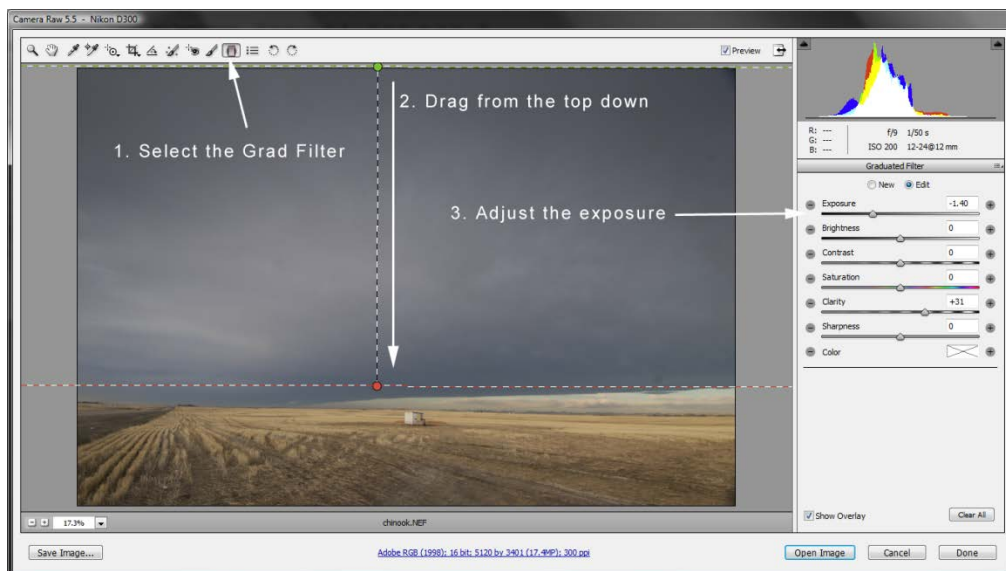 Camera Raw 5.5 - Nikon D300
Preview
1. Select the Grad Filter
2. Drag from the top down
3. Adjust the exposure
R: ---
G: ---
B: ---
f/9 1/50 s
ISO 200 12-24@12 mm
Graduated Filter
New Edit
Exposure -1.40
Brightness 0
Contrast 0
Saturation 0
Clarity +31
Sharpness 0
Color
Show Overlay Clear All
17.3% chinook.NEF
Save Image... Adobe RGB (1998); 16 bit; 5120 by 3401 (17.4MP); 300 ppi Open Image Cancel Done